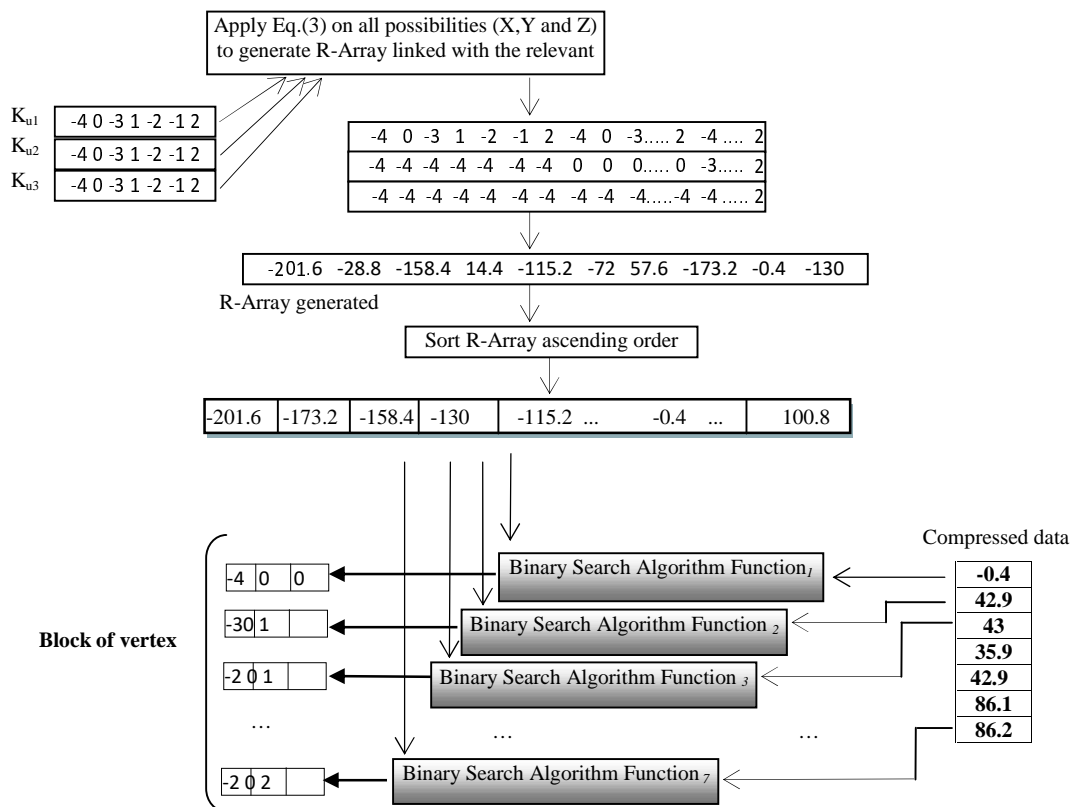 Apply Eq.(3) on all possibilities (X,Y and Z)
to generate R-Array linked with the relevant
Ku1
-4 0 -3 1 -2 -1 2
Ku2
-4 0 -3 1 -2 -1 2
Ku3
-4 0 -3 1 -2 -1 2
-4 0 -3 1 -2 -1 2 -4 0 -3..... 2 -4 .... 2
-4 -4 -4 -4 -4 -4 -4 0 0 0..... 0 -3..... 2
-4 -4 -4 -4 -4 -4 -4 -4 -4 -4.....-4 -4 ..... 2
-201.6 -28.8 -158.4 14.4 -115.2 -72 57.6 -173.2 -0.4 -130
R-Array generated
Sort R-Array ascending order
-201.6 -173.2 -158.4 -130 -115.2 ... -0.4 ... 100.8
Compressed data
-0.4
42.9
43
35.9
42.9
86.1
86.2
Block of vertex
-4 0 0
Binary Search Algorithm Function1
-30 1
Binary Search Algorithm Function 2
-2 0 1
Binary Search Algorithm Function 3
... ... ...
-2 0 2
Binary Search Algorithm Function 7